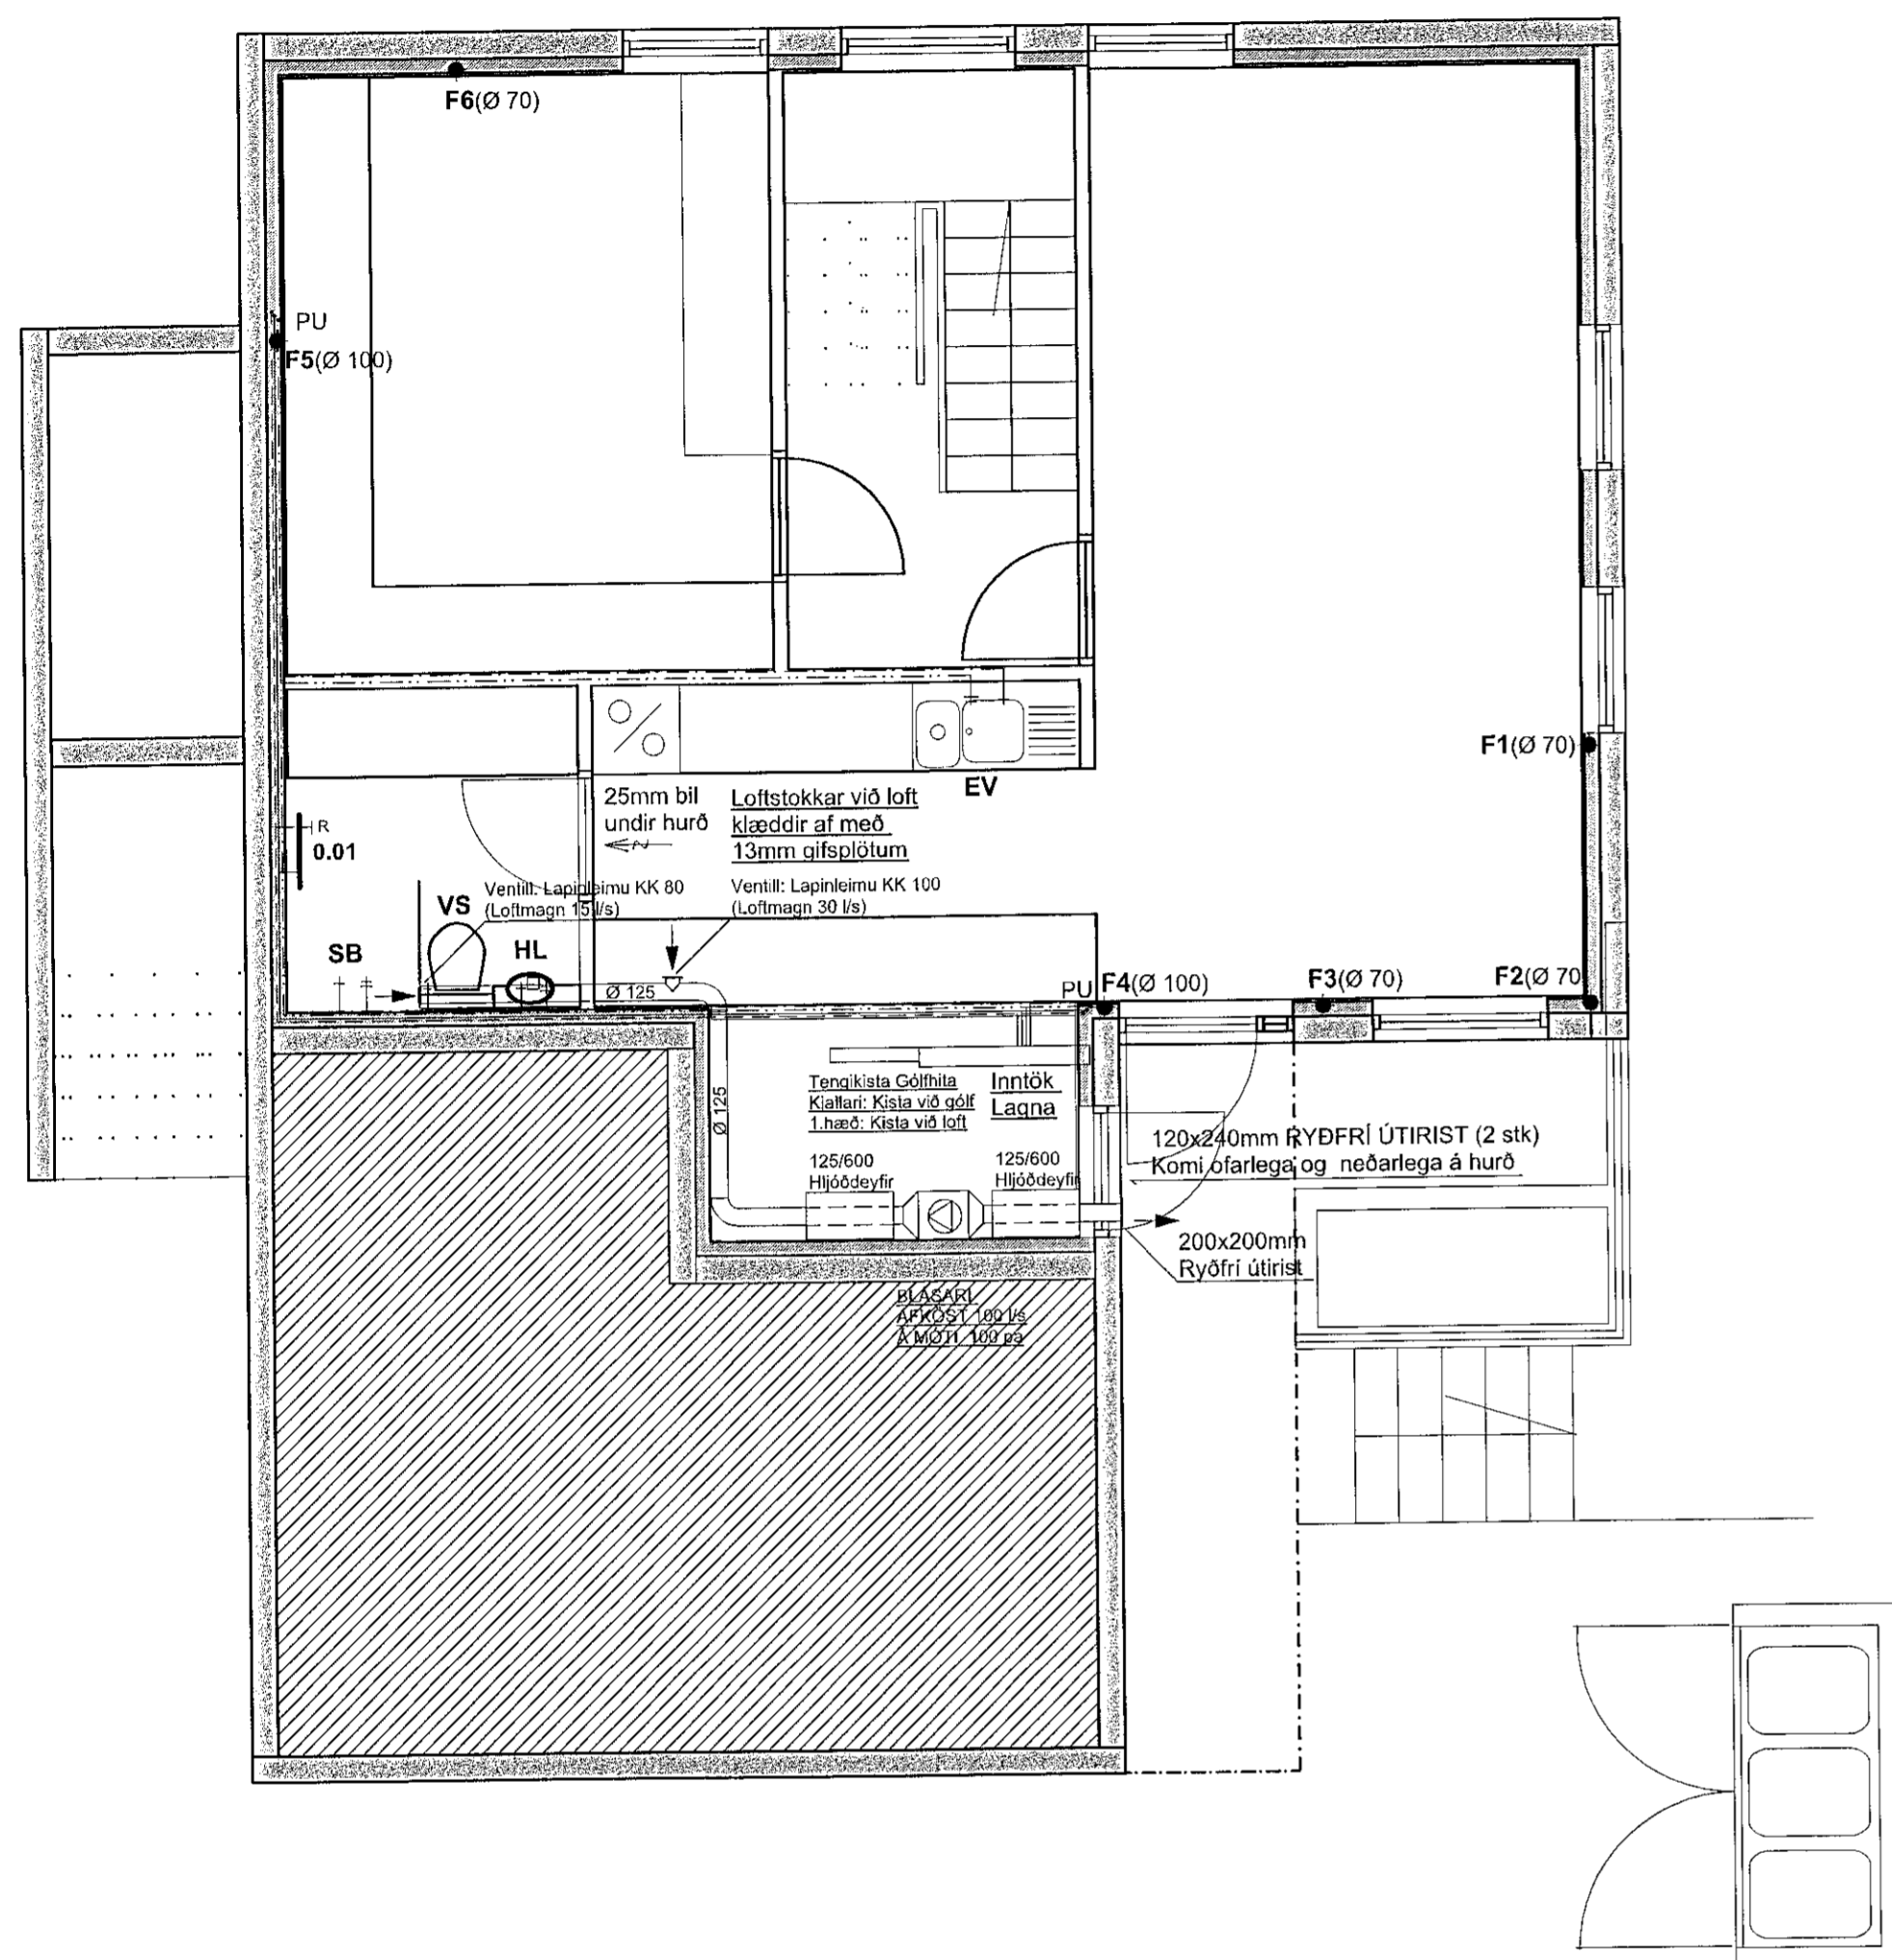 F6(Ø 70)
PU
F5(Ø 100)
F1(Ø 70)
EV
25mm bil
undir hurð
Loftstokkar við loft
klæddir af með
13mm gifsplötum
R
0.01
Ventill: Lapinleimu KK 80
(Loftmagn 15 l/s)
Ventill: Lapinleimu KK 100
(Loftmagn 30 l/s)
VS
HL
SB
Ø 125
PU
F4(Ø 100)
F3(Ø 70)
F2(Ø 70
Ø 125
Tengikista Gólfhita
Kjallari: Kista við gólf
1.hæð: Kista við loft
Inntök
Lagna
120x240mm RYÐFRÍ ÚTIRIST (2 stk)
Komi ofarlega og neðarlega á hurð
125/600
Hljóðdeyfir
125/600
Hljóðdeyfir
200x200mm
Ryðfrí útirist
BLÁSARI
AFKÖST 100 l/s
Á MÓTI 100 pa